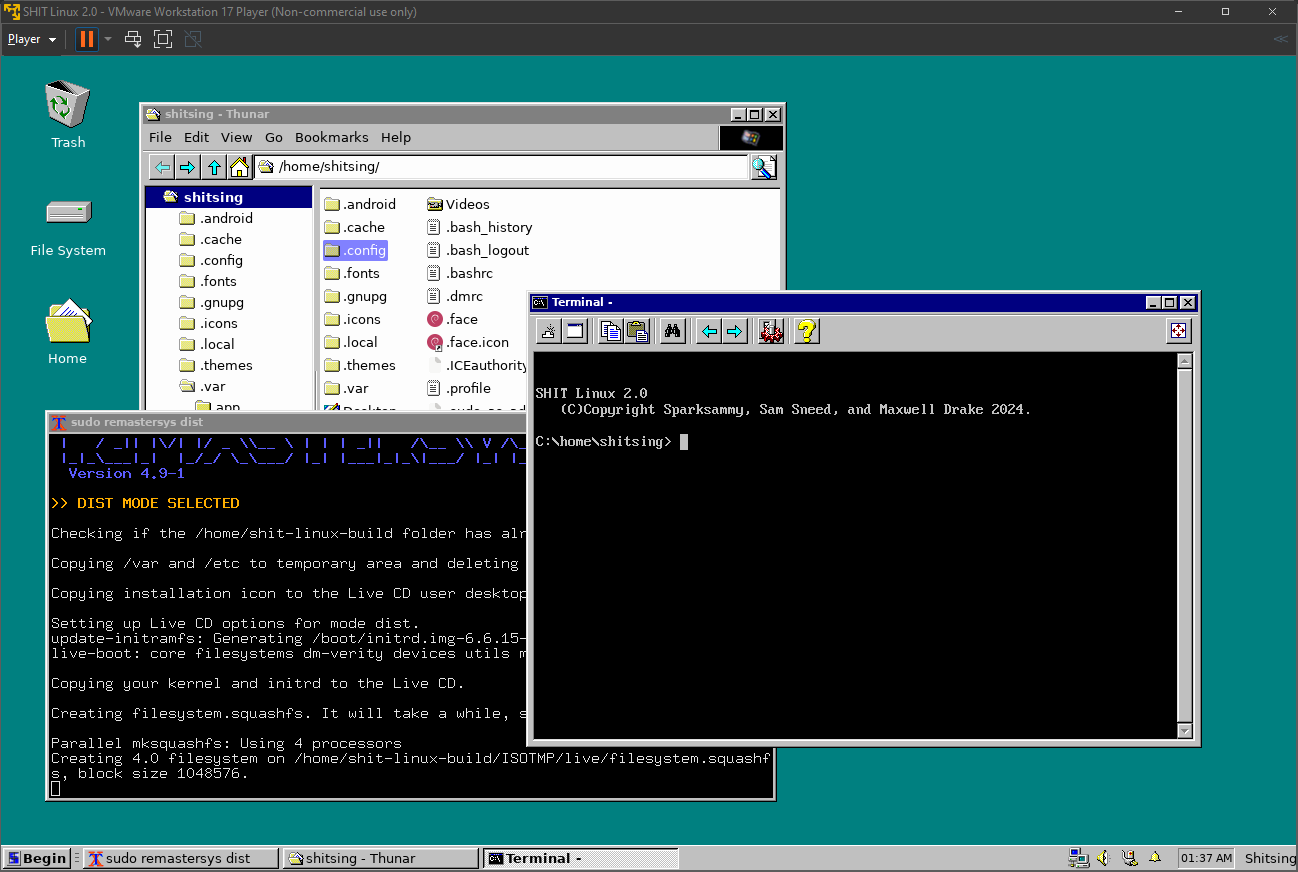 SHIT Linux 2.0 - VMware Workstation 17 Player (Non-commercial use only)
Player
Trash
File System
Home
shitsing - Thunar
File Edit View Go Bookmarks Help
/home/shitsing/
shitsing
.android
.cache
.config
.fonts
.gnupg
.icons
.local
.themes
.var
app
.android
.cache
.config
.fonts
.gnupg
.icons
.local
.themes
.var
Desktop
Videos
.bash_history
.bash_logout
.bashrc
.dmrc
.face
.face.icon
.ICEauthority
.profile
Terminal -
SHIT Linux 2.0
(C)Copyright Sparksammy, Sam Sneed, and Maxwell Drake 2024.
C:\home\shitsing>
sudo remastersys dist
Version 4.9-1
>> DIST MODE SELECTED
Checking if the /home/shit-linux-build folder has alr
Copying /var and /etc to temporary area and deleting
Copying installation icon to the Live CD user desktop
Setting up Live CD options for mode dist.
update-initramfs: Generating /boot/initrd.img-6.6.15-
live-boot: core filesystems dm-verity devices utils m
Copying your kernel and initrd to the Live CD.
Creating filesystem.squashfs. It will take a while, s
Parallel mksquashfs: Using 4 processors
Creating 4.0 filesystem on /home/shit-linux-build/ISOTMP/live/filesystem.squashf
s, block size 1048576.
Begin
sudo remastersys dist
shitsing - Thunar
Terminal -
01:37 AM
Shitsing